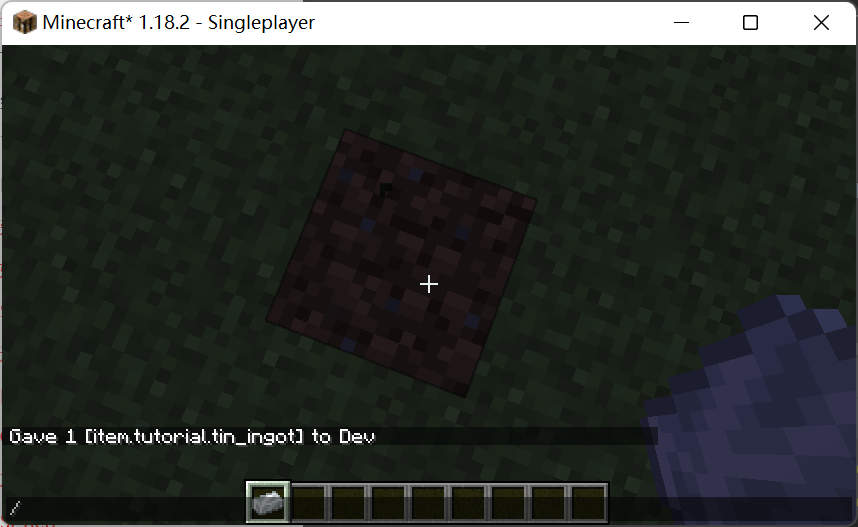 Minecraft* 1.18.2 - Singleplayer
Gave 1 [item.tutorial.tin_ingot] to Dev
/